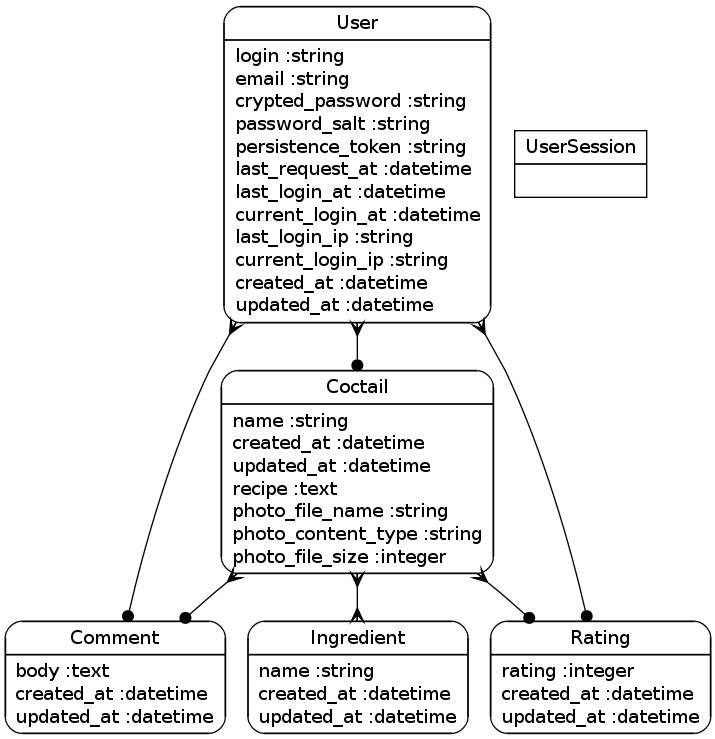 User
login :string
email :string
crypted_password :string
password_salt :string
persistence_token :string
last_request_at :datetime
last_login_at :datetime
current_login_at :datetime
last_login_ip :string
current_login_ip :string
created_at :datetime
updated_at :datetime
UserSession
Coctail
name :string
created_at :datetime
updated_at :datetime
recipe :text
photo_file_name :string
photo_content_type :string
photo_file_size :integer
Comment
body :text
created_at :datetime
updated_at :datetime
Ingredient
name :string
created_at :datetime
updated_at :datetime
Rating
rating :integer
created_at :datetime
updated_at :datetime